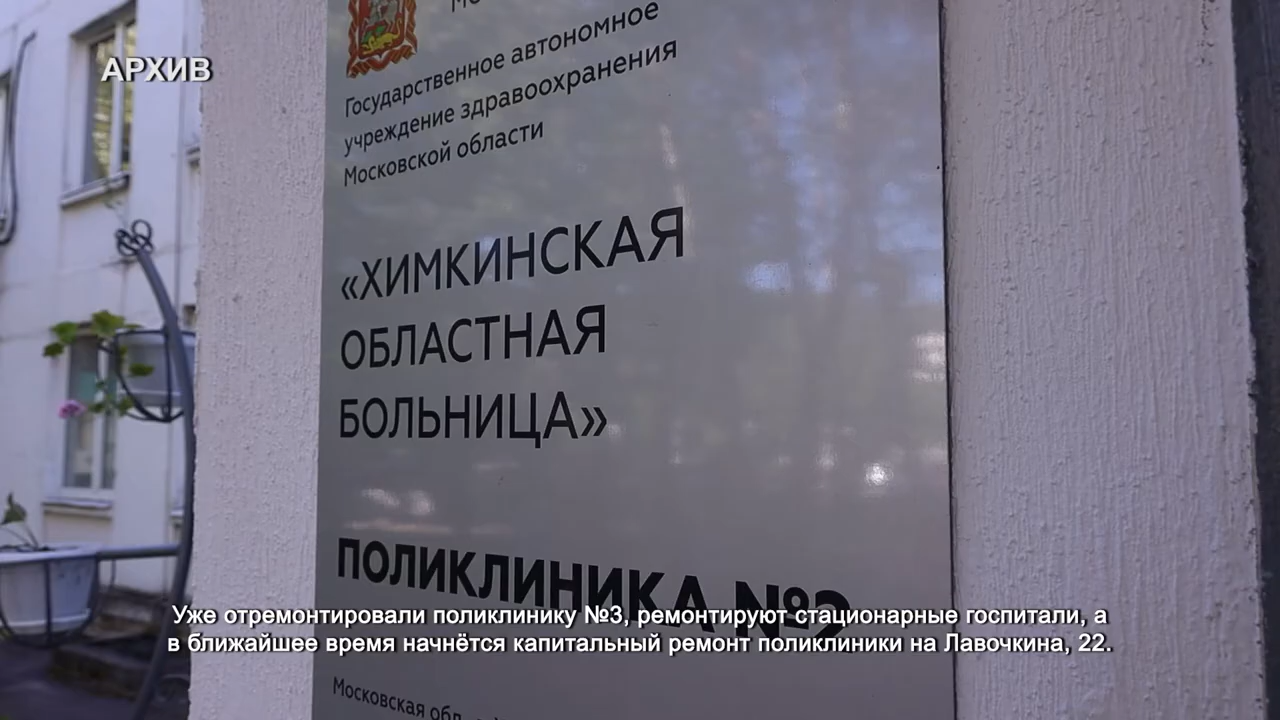 АРХИВ
Государственное автономное
учреждение здравоохранения
Московской области
«ХИМКИНСКАЯ
ОБЛАСТНАЯ
БОЛЬНИЦА»
ПОЛИКЛИНИКА №2
Уже отремонтировали поликлинику №3, ремонтируют стационарные госпитали, а
в ближайшее время начнётся капитальный ремонт поликлиники на Лавочкина, 22.
Московская